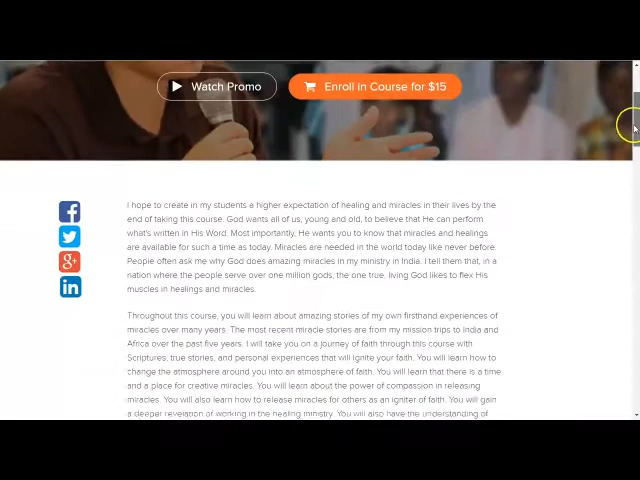 Watch Promo
Enroll in Course for $15
I hope to create in my students a higher expectation of healing and miracles in their lives by the
end of taking this course. God wants all of us, young and old, to believe that He can perform
what's written in His Word. Most importantly, He wants you to know that miracles and healings
are available for such a time as today. Miracles are needed in the world today like never before.
People often ask me why God does amazing miracles in my ministry in India. I tell them that, in a
nation where the people serve over one million gods, the one true, living God likes to flex His
muscles in healings and miracles.
Throughout this course, you will learn about amazing stories of my own firsthand experiences of
miracles over many years. The most recent miracle stories are from my mission trips to India and
Africa over the past five years. I will take you on a journey of faith through this course with
Scriptures, true stories, and personal experiences that will ignite your faith. You will learn how to
change the atmosphere around you into an atmosphere of faith. You will learn that there is a time
and a place for creative miracles. You will learn about the power of compassion in releasing
miracles. You will also learn how to release miracles for others as an igniter of faith. You will gain
a deeper revelation of working in the healing ministry. You will also have the understanding of